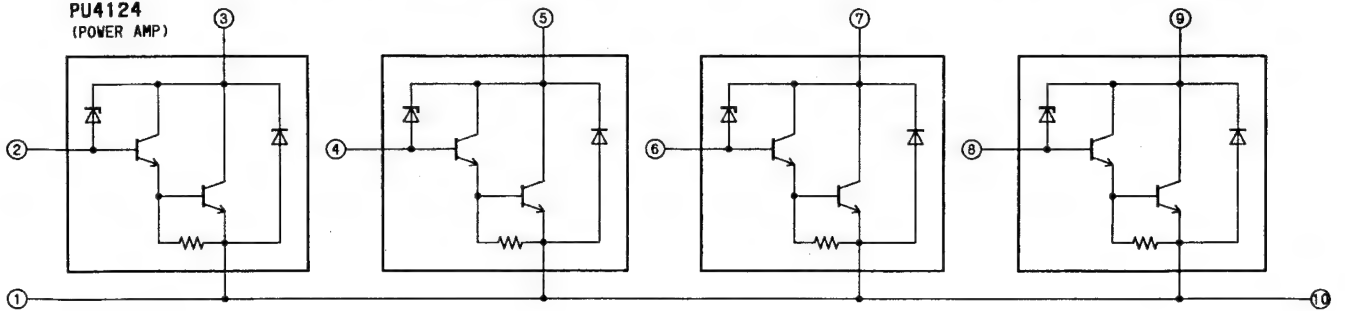 PU4124
(POWER AMP)
③ ⑤ ⑦ ⑨
② ④ ⑥ ⑧
① ⑩